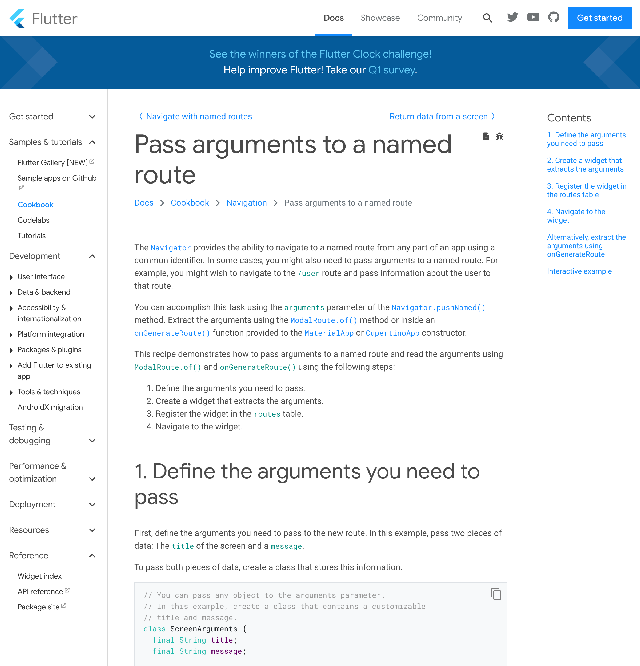 Flutter
Docs
Showcase
Community
Get started
See the winners of the Flutter Clock challenge!
Help improve Flutter! Take our Q1 survey.
Get started
Samples & tutorials
Flutter Gallery [NEW]
Sample apps on Github
Cookbook
Codelabs
Tutorials
Development
User interface
Data & backend
Accessibility &
internationalization
Platform integration
Packages & plugins
Add Flutter to existing
app
Tools & techniques
AndroidX migration
Testing &
debugging
Performance &
optimization
Deployment
Resources
Reference
Widget index
API reference
Package site
Navigate with named routes
Return data from a screen
Pass arguments to a named
route
Docs
Cookbook
Navigation
Pass arguments to a named route
The Navigator provides the ability to navigate to a named route from any part of an app using a
common identifier. In some cases, you might also need to pass arguments to a named route. For
example, you might wish to navigate to the /user route and pass information about the user to
that route.
You can accomplish this task using the arguments parameter of the Navigator.pushNamed()
method. Extract the arguments using the ModalRoute.of() method or inside an
onGenerateRoute() function provided to the MaterialApp or CupertinoApp constructor.
This recipe demonstrates how to pass arguments to a named route and read the arguments using
ModalRoute.of() and onGenerateRoute() using the following steps:
1. Define the arguments you need to pass.
2. Create a widget that extracts the arguments.
3. Register the widget in the routes table.
4. Navigate to the widget.
1. Define the arguments you need to
pass
First, define the arguments you need to pass to the new route. In this example, pass two pieces of
data: The title of the screen and a message.
To pass both pieces of data, create a class that stores this information.
// You can pass any object to the arguments parameter.
// In this example, create a class that contains a customizable
// title and message.
class ScreenArguments {
final String title;
final String message;
Contents
1. Define the arguments
you need to pass
2. Create a widget that
extracts the arguments
3. Register the widget in
the routes table
4. Navigate to the
widget
Alternatively, extract the
arguments using
onGenerateRoute
Interactive example